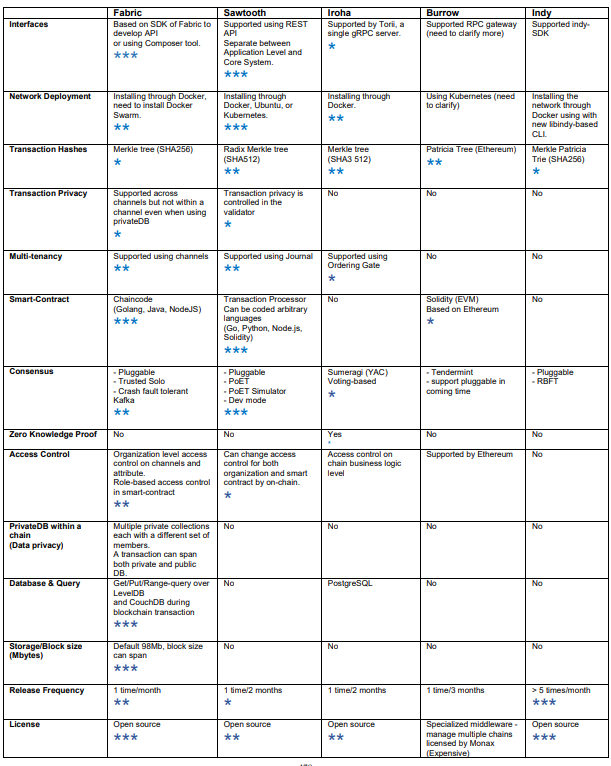 Fabric Sawtooth Iroha Burrow Indy
Interfaces
Based on SDK of Fabric to
develop API
or using Composer tool.
***
Supported using REST
API
Separate between
Application Level and
Core System.
***
Supported by Torii, a
single gRPC server.
*
Supported RPC gateway
(need to clarify more)
Supported indy-
SDK
Network Deployment
Installing through Docker,
need to install Docker
Swarm.
**
Installing through
Docker, Ubuntu, or
Kubernetes.
***
Installing through
Docker.
**
Using Kubernetes (need
to clarify)
Installing the
network through
Docker using with
new libindy-based
CLI.
Transaction Hashes
Merkle tree (SHA256)
*
Radix Merkle tree
(SHA512)
**
Merkle tree
(SHA3 512)
**
Patricia Tree (Ethereum)
**
Merkle Patricia
Trie (SHA256)
*
Transaction Privacy
Supported across
channels but not within a
channel even when using
privateDB
*
Transaction privacy is
controlled in the
validator
*
No
No
No
Multi-tenancy
Supported using channels
**
Supported using Journal
**
Supported using
Ordering Gate
*
No
No
Smart-Contract
Chaincode
(Golang, Java, NodeJS)
***
Transaction Processor
Can be coded arbitrary
languages
(Go, Python, Node.js,
Solidity)
***
No
Solidity (EVM)
Based on Ethereum
*
No
Consensus
- Pluggable
- Trusted Solo
- Crash fault tolerant
Kafka
**
- Pluggable
- PoET
- PoET Simulator
- Dev mode
***
Sumeragi (YAC)
Voting-based
*
- Tendermint
- support pluggable in
coming time
- Pluggable
- RBFT
Zero Knowledge Proof
No
No
Yes
*
No
No
Access Control
Organization level access
control on channels and
attribute.
Role-based access control
in smart-contract
**
Can change access
control for both
organization and smart
contract by on-chain.
*
Access control on
chain business logic
level
Supported by Ethereum
No
PrivateDB within a
chain
(Data privacy)
Multiple private collections
each with a different set of
members.
A transaction can span
both private and public
DB.
No
No
No
No
Database & Query
Get/Put/Range-query over
LevelDB
and CouchDB during
blockchain transaction
***
No
PostgreSQL
No
No
Storage/Block size
(Mbytes)
Default 98Mb, block size
can span
***
No
No
No
No
Release Frequency
1 time/month
**
1 time/2 months
*
1 time/2 months
1 time/3 months
> 5 times/month
***
License
Open source
***
Open source
**
Open source
**
Specialized middleware -
manage multiple chains
licensed by Monax
(Expensive)
Open source
***